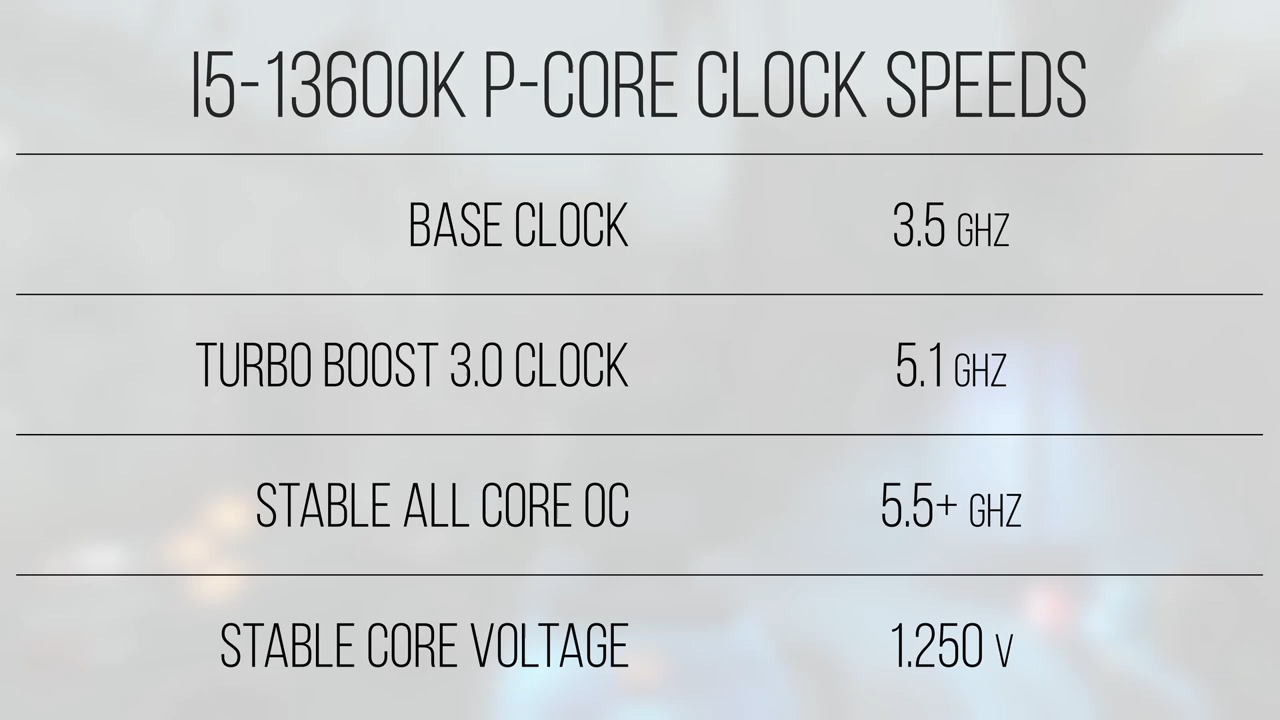 I5-13600K P-CORE CLOCK SPEEDS
BASE CLOCK 3.5 GHZ
TURBO BOOST 3.0 CLOCK 5.1 GHZ
STABLE ALL CORE OC 5.5+ GHZ
STABLE CORE VOLTAGE 1.250 V